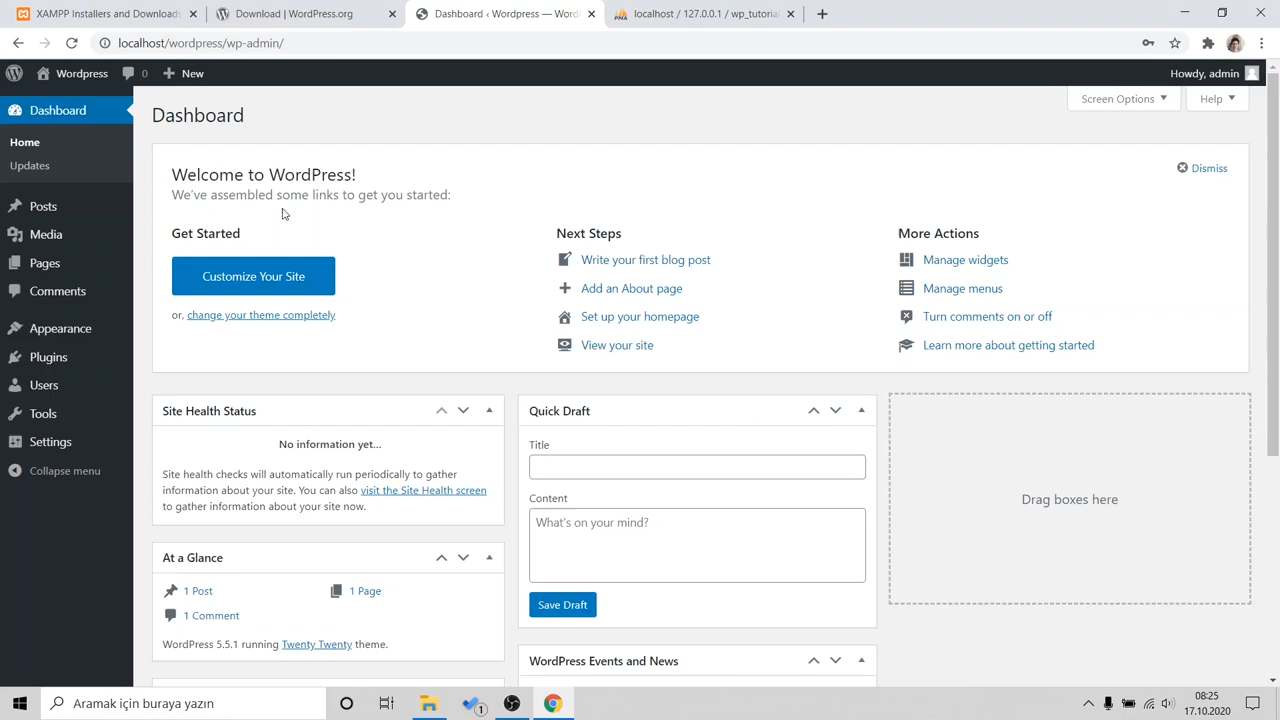 XAMPP Installers and Downloads
Download | WordPress.org
Dashboard ‹ Wordpress — Word
localhost / 127.0.0.1 / wp_tutorial
localhost/wordpress/wp-admin/
Wordpress
0
New
Howdy, admin
Dashboard
Home
Updates
Posts
Media
Pages
Comments
Appearance
Plugins
Users
Tools
Settings
Collapse menu
Dashboard
Screen Options
Help
Welcome to WordPress!
We've assembled some links to get you started:
Dismiss
Get Started
Customize Your Site
or, change your theme completely
Next Steps
Write your first blog post
Add an About page
Set up your homepage
View your site
More Actions
Manage widgets
Manage menus
Turn comments on or off
Learn more about getting started
Site Health Status
No information yet...
Site health checks will automatically run periodically to gather
information about your site. You can also visit the Site Health screen
to gather information about your site now.
At a Glance
1 Post
1 Page
1 Comment
WordPress 5.5.1 running Twenty Twenty theme.
Quick Draft
Title
Content
What's on your mind?
Save Draft
WordPress Events and News
Drag boxes here
Aramak için buraya yazın
1
08:25
17.10.2020